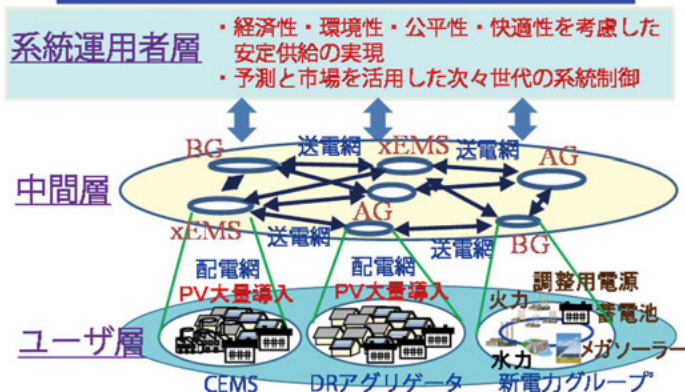 系統運用者層
・経済性・環境性・公平性・快適性を考慮した
安定供給の実現
・予測と市場を活用した次々世代の系統制御
中間層
BG
送電網
xEMS
送電網
AG
xEMS
送電網
AG
送電網
BG
配電網
PV大量導入
配電網
PV大量導入
調整用電源
火力
蓄電池
水力
メガソーラー
ユーザ層
CEMS
DRアグリゲータ
新電力グループ